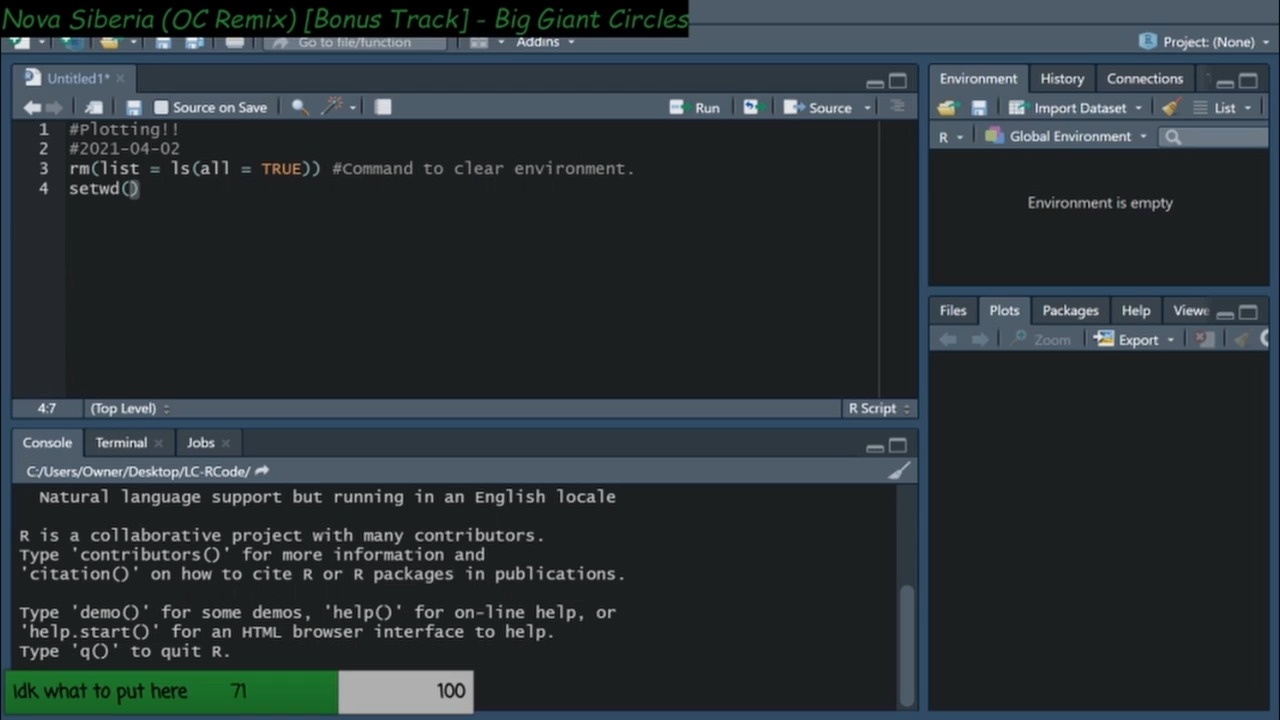 Nova Siberia (OC Remix) [Bonus Track] - Big Giant Circles
Go to file/function
Addins
Project: (None)
Untitled1*
Source on Save
Run
Source
1 #Plotting!!
2 #2021-04-02
3 rm(list = ls(all = TRUE)) #Command to clear environment.
4 setwd()
4:7 (Top Level) R Script
Console Terminal Jobs
C:/Users/Owner/Desktop/LC-RCode/
Natural language support but running in an English locale
R is a collaborative project with many contributors.
Type 'contributors()' for more information and
'citation()' on how to cite R or R packages in publications.
Type 'demo()' for some demos, 'help()' for on-line help, or
'help.start()' for an HTML browser interface to help.
Type 'q()' to quit R.
Idk what to put here 71 100
Environment History Connections
Import Dataset List
R Global Environment
Environment is empty
Files Plots Packages Help Viewe
Zoom Export